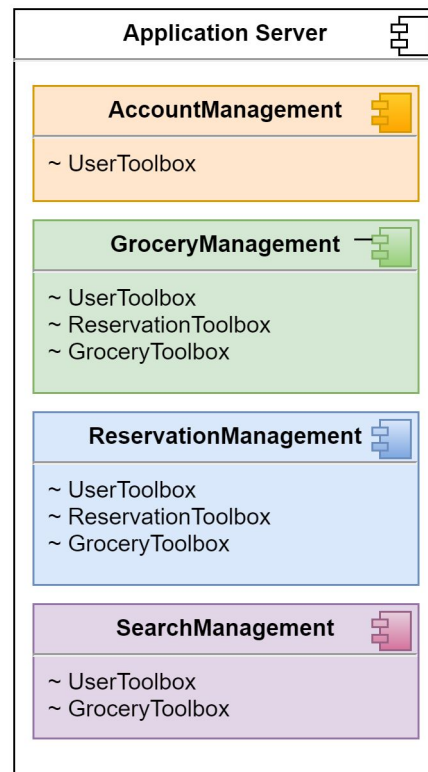 Application Server
AccountManagement
~ UserToolbox
GroceryManagement
~ UserToolbox
~ ReservationToolbox
~ GroceryToolbox
ReservationManagement
~ UserToolbox
~ ReservationToolbox
~ GroceryToolbox
SearchManagement
~ UserToolbox
~ GroceryToolbox